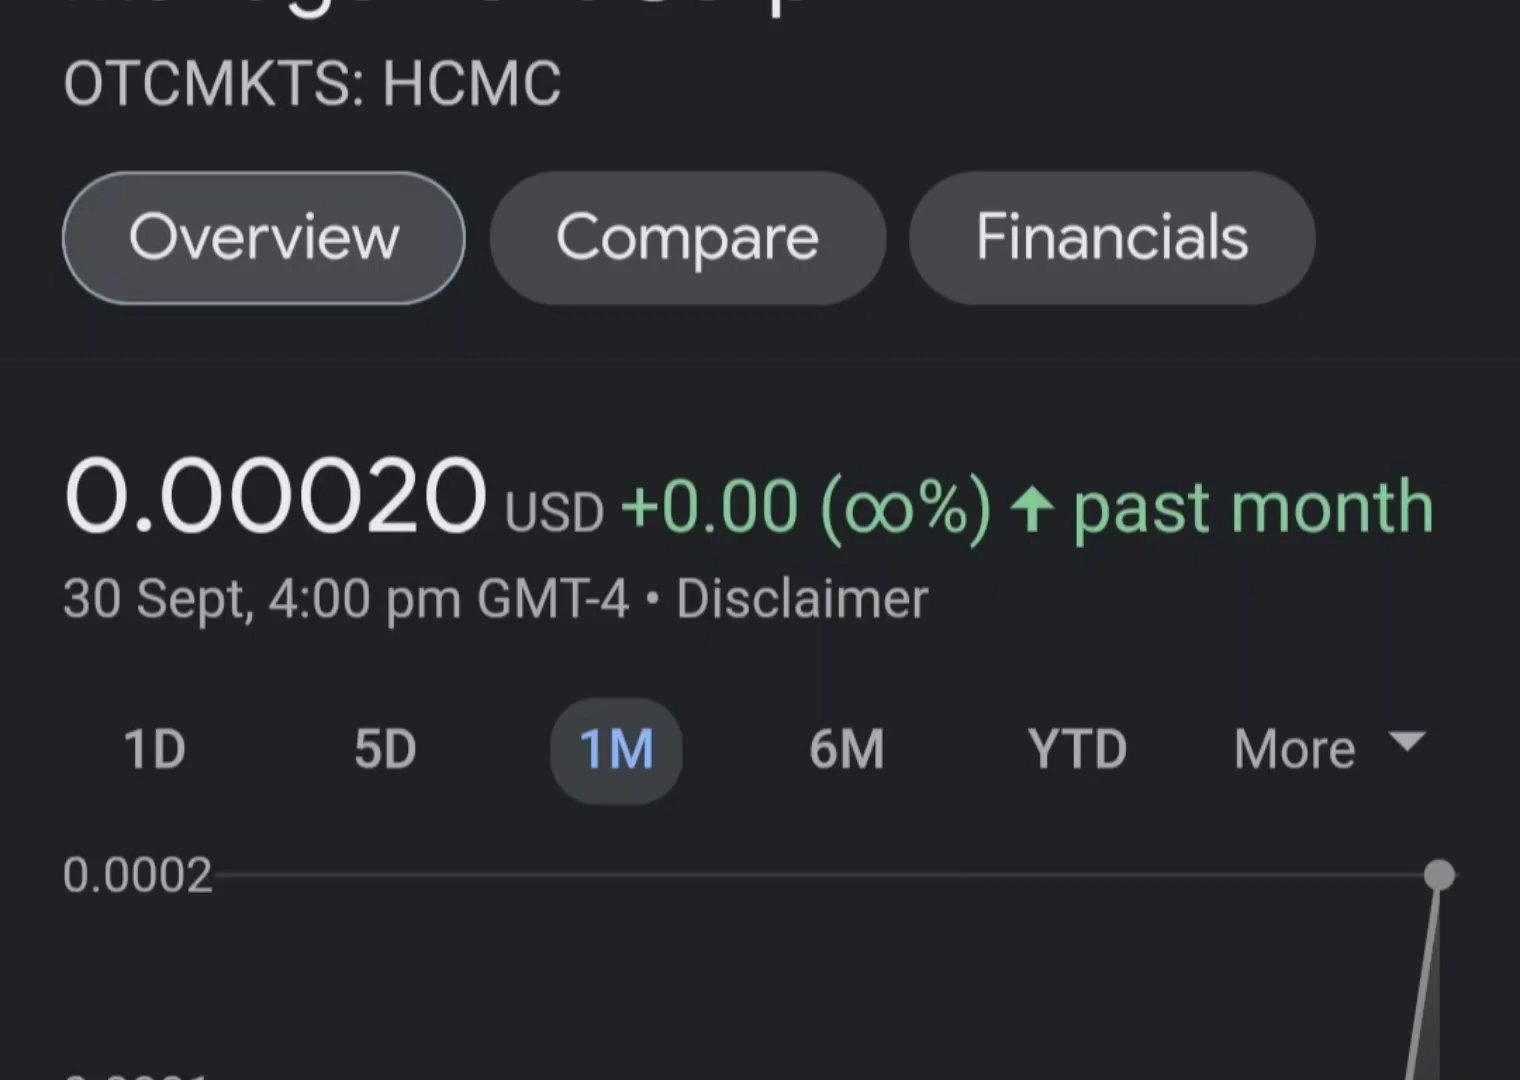 OTCMKTS: HCMC
Overview Compare Financials
0.00020 USD +0.00 (∞%) ↑ past month
30 Sept, 4:00 pm GMT-4 • Disclaimer
1D 5D 1M 6M YTD More
0.0002